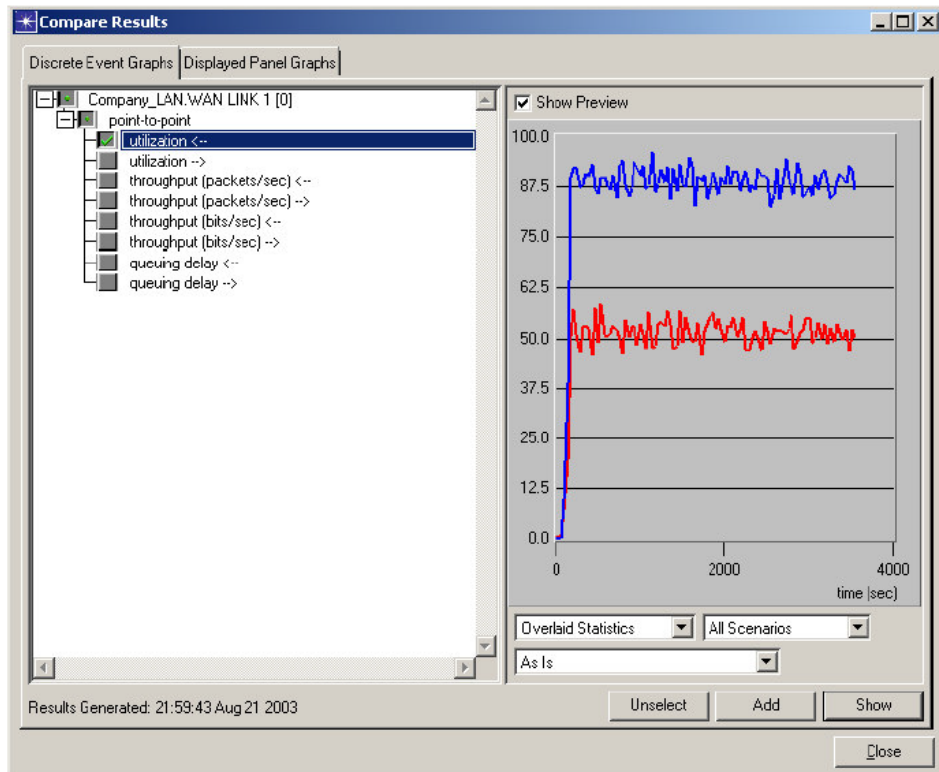 Compare Results
Discrete Event Graphs
Displayed Panel Graphs
Company_LAN.WAN LINK 1 [0]
point-to-point
utilization <--
utilization -->
throughput (packets/sec) <--
throughput (packets/sec) -->
throughput (bits/sec) <--
throughput (bits/sec) -->
queuing delay <--
queuing delay -->
Show Preview
100.0
87.5
75.0
62.5
50.0
37.5
25.0
12.5
0.0
0
2000
4000
time (sec)
Overlaid Statistics
All Scenarios
As Is
Results Generated: 21:59:43 Aug 21 2003
Unselect
Add
Show
Close